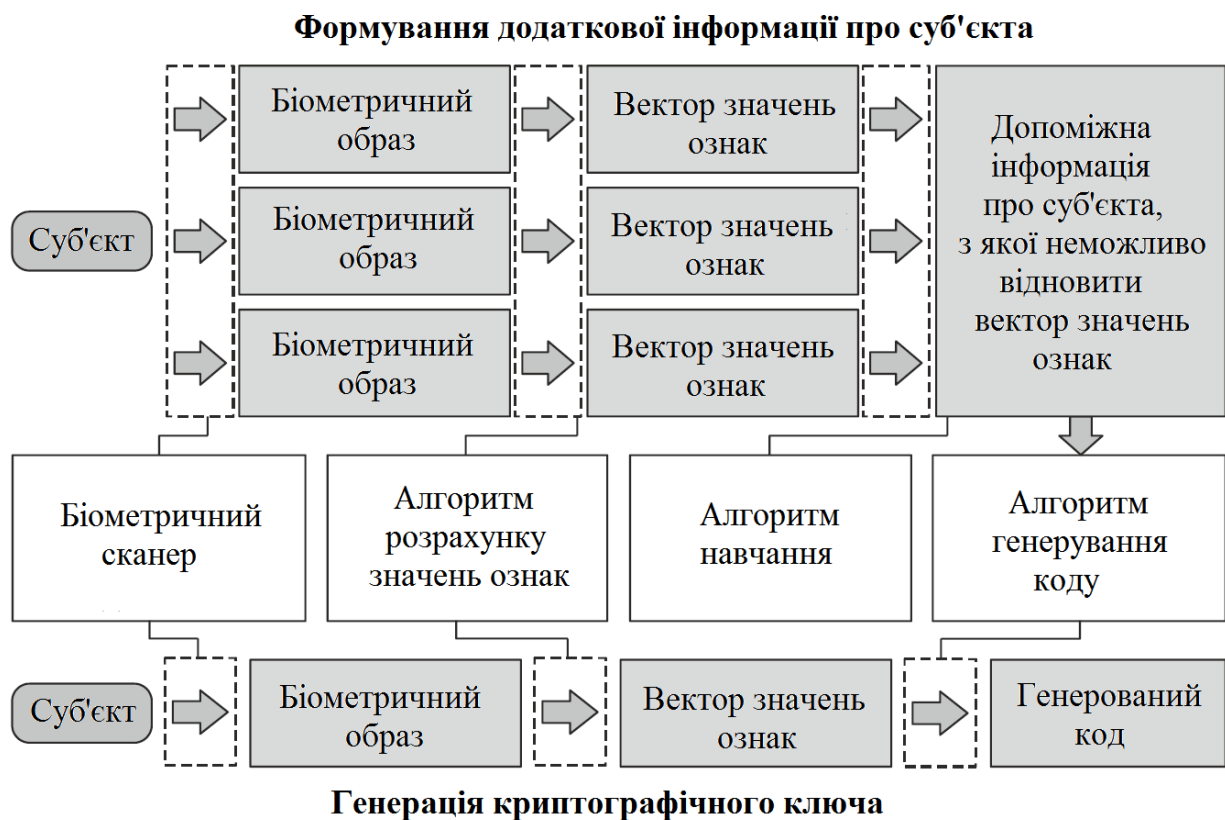 Формування додаткової інформації про суб'єкта
Біометричний
образ
Вектор значень
ознак
Суб'єкт
Біометричний
образ
Вектор значень
ознак
Біометричний
образ
Вектор значень
ознак
Допоміжна
інформація
про суб'єкта,
з якої неможливо
відновити
вектор значень
ознак
Біометричний
сканер
Алгоритм
розрахунку
значень ознак
Алгоритм
навчання
Алгоритм
генерування
коду
Суб'єкт
Біометричний
образ
Вектор значень
ознак
Генерований
код
Генерація криптографічного ключа